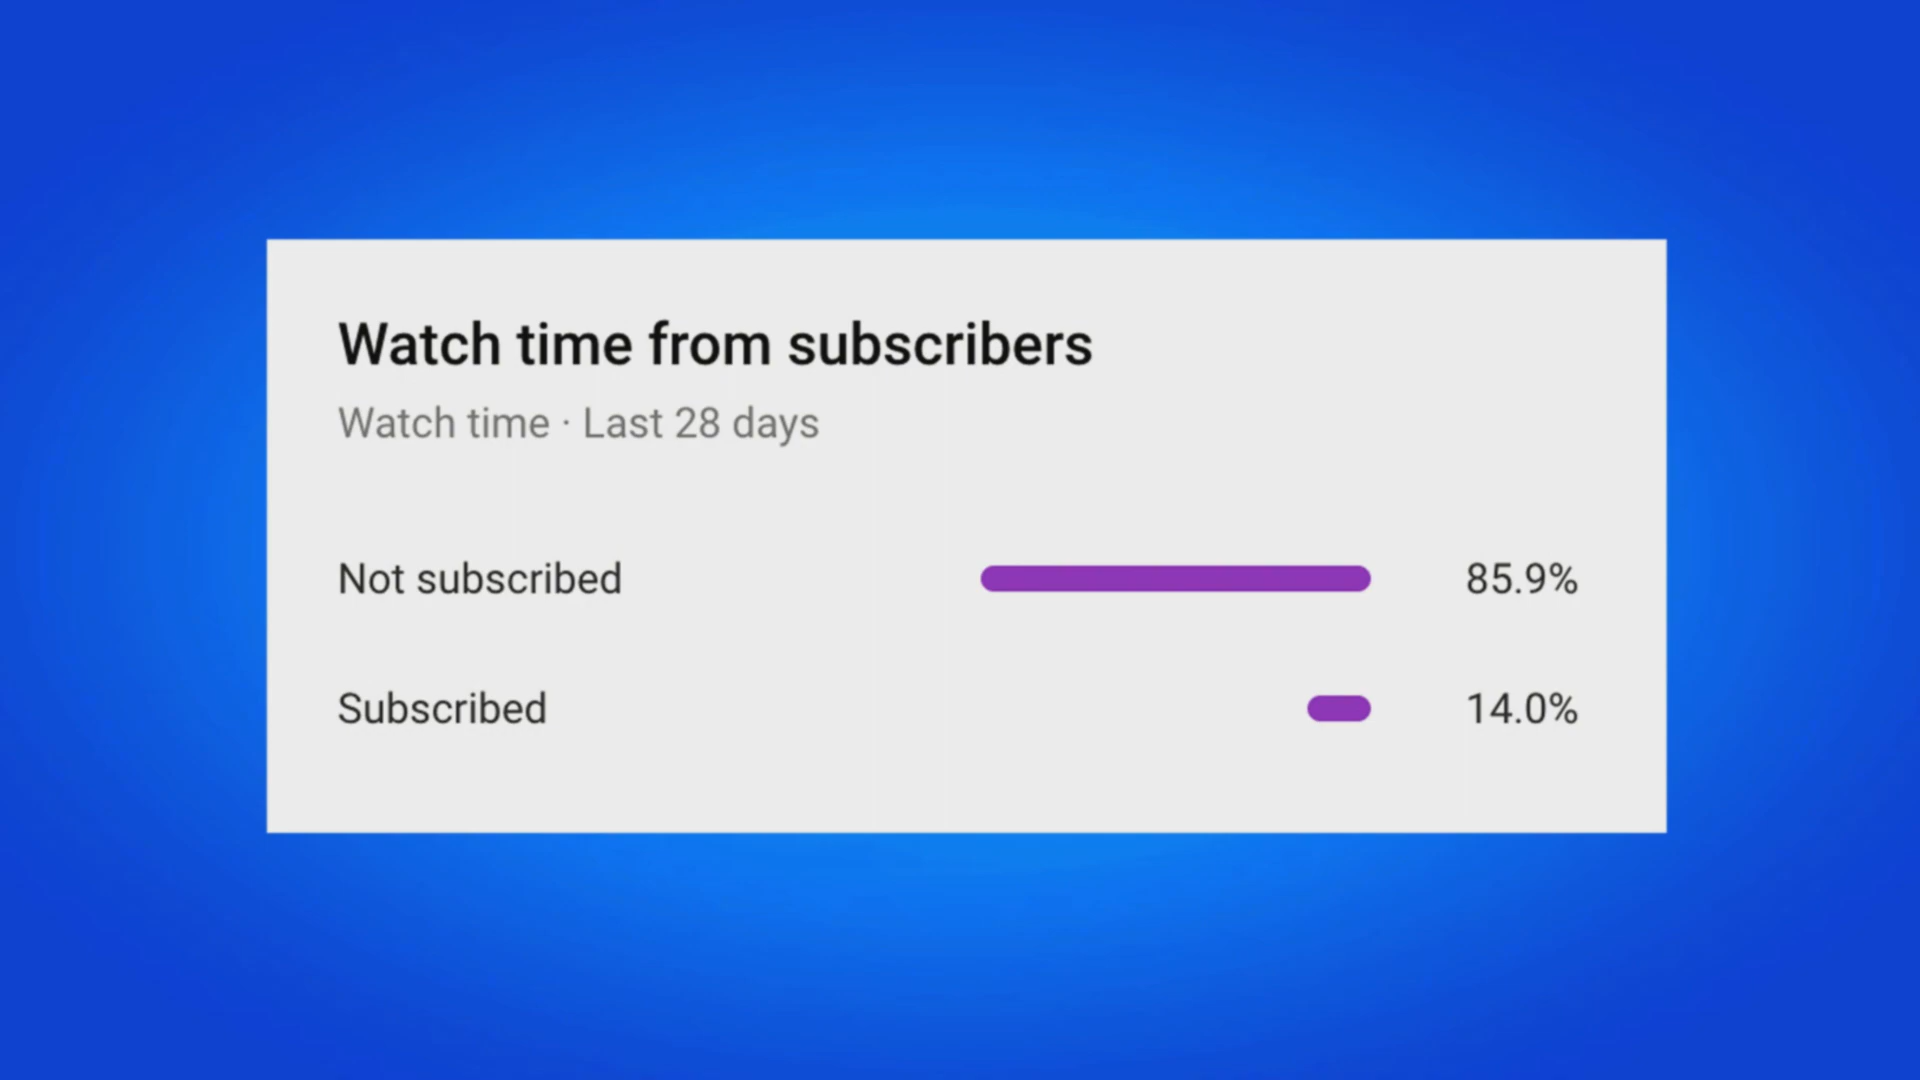 Watch time from subscribers
Watch time · Last 28 days
Not subscribed 85.9%
Subscribed 14.0%